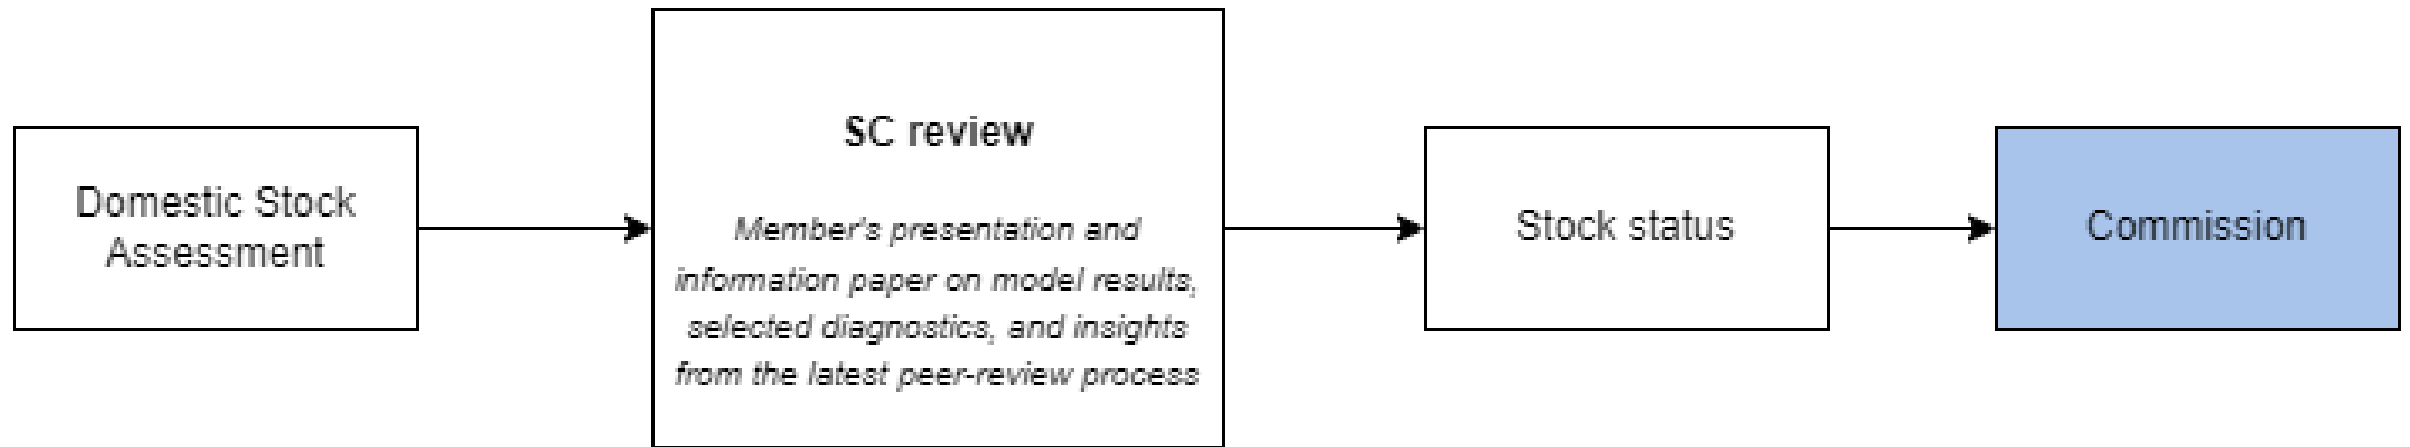 Domestic Stock
Assessment
SC review
Member's presentation and
information paper on model results,
selected diagnostics, and insights
from the latest peer-review process
Stock status
Commission